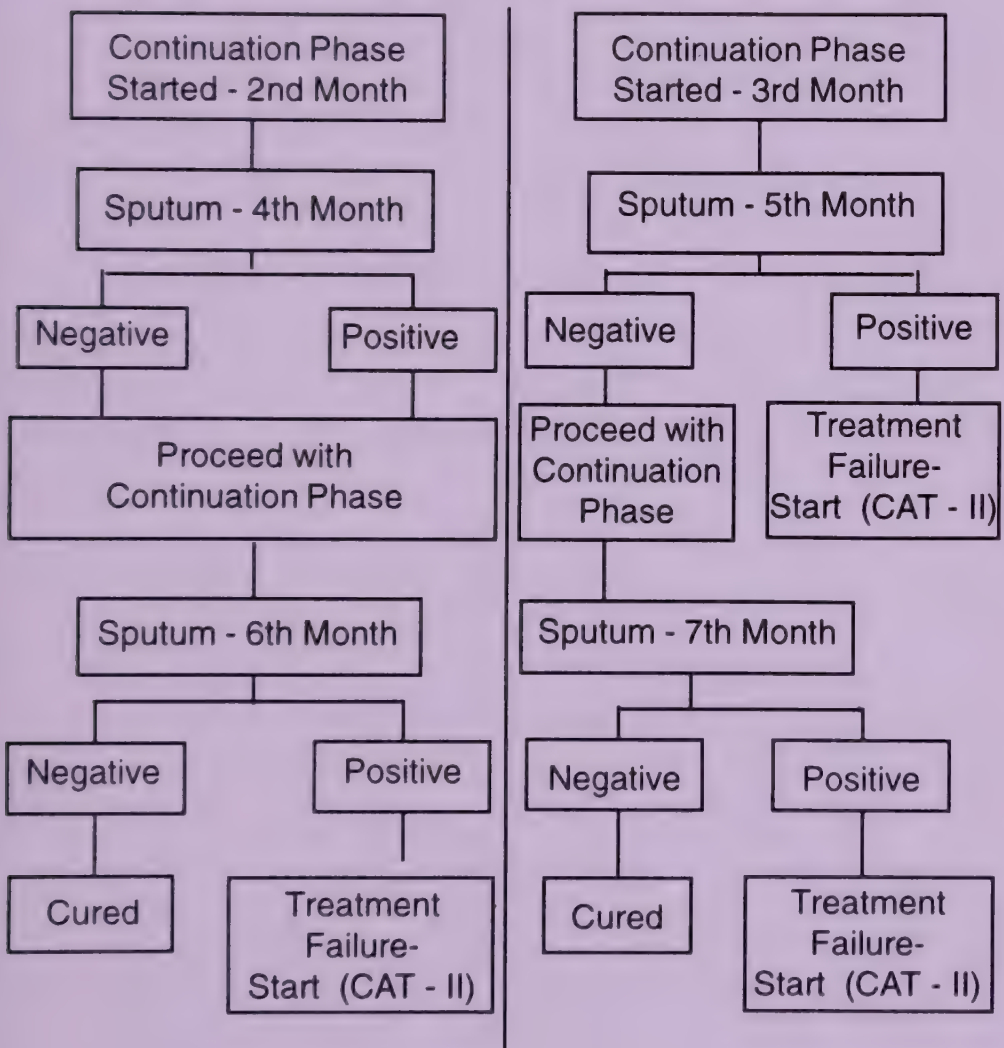 Continuation Phase
Started - 2nd Month
Sputum - 4th Month
Negative
Positive
Proceed with
Continuation Phase
Sputum - 6th Month
Negative
Positive
Cured
Treatment
Failure-
Start (CAT - II)
Continuation Phase
Started - 3rd Month
Sputum - 5th Month
Negative
Positive
Proceed with
Continuation
Phase
Treatment
Failure-
Start (CAT - II)
Sputum - 7th Month
Negative
Positive
Cured
Treatment
Failure-
Start (CAT - II)